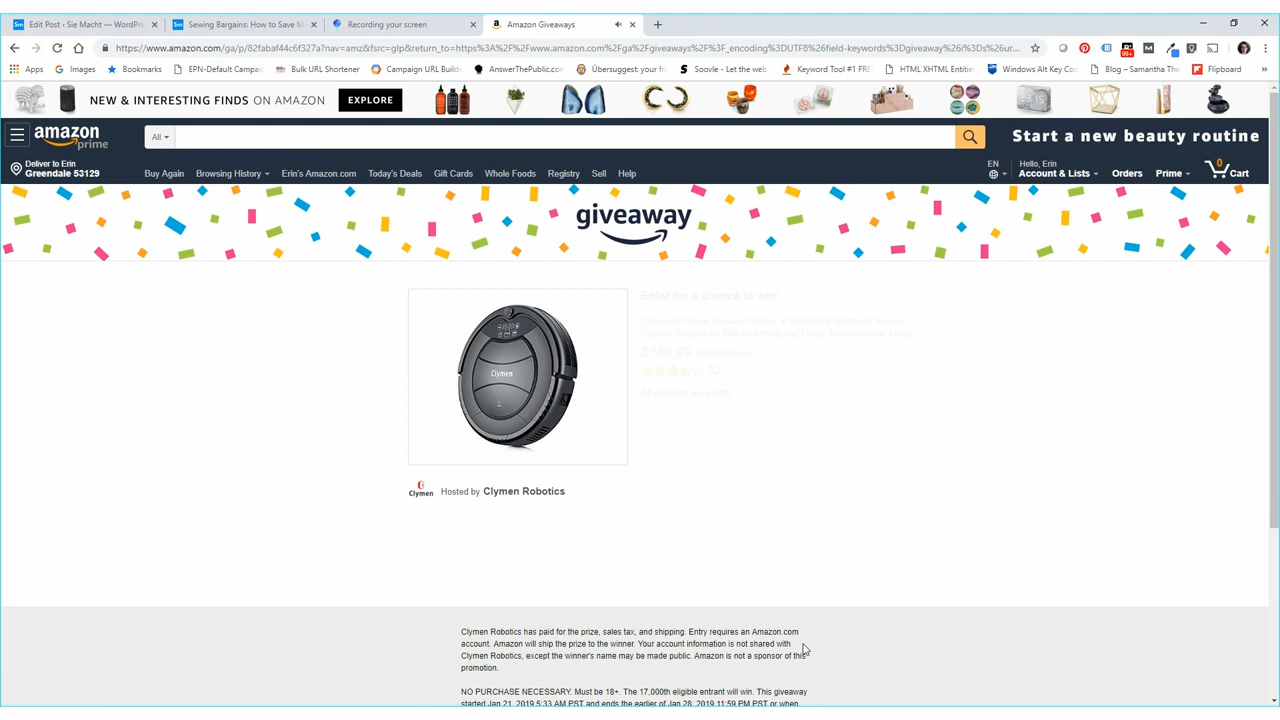 Edit Post ‹ Sie Macht — WordPre
Sewing Bargains: How to Save M
Recording your screen
Amazon Giveaways
https://www.amazon.com/ga/p/82fabaf44c6f327a?nav=amz&fsrc=glp&return_to=https%3A%2F%2Fwww.amazon.com%2Fga%2Fgiveaways%2F%3F_encoding%3DUTF8%26field-keywords%3Dgiveaway%26i%3Ds%26ur...
99+
Apps
Images
Bookmarks
EPN-Default Campai
Bulk URL Shortener
Campaign URL Builde
AnswerThePublic.com
Übersuggest: your fr
Soovle - Let the web
Keyword Tool #1 FRE
HTML XHTML Entitie
Windows Alt Key Co
Blog – Samantha The
Flipboard
NEW & INTERESTING FINDS ON AMAZON
EXPLORE
amazon
prime
All
Start a new beauty routine
Deliver to Erin
Greendale 53129
Buy Again
Browsing History
Erin's Amazon.com
Today's Deals
Gift Cards
Whole Foods
Registry
Sell
Help
EN
Hello, Erin
Account & Lists
Orders
Prime
0
Cart
giveaway
Enter for a chance to win!
$149.99
32
Clymen
Clymen
Hosted by Clymen Robotics
Clymen Robotics has paid for the prize, sales tax, and shipping. Entry requires an Amazon.com
account. Amazon will ship the prize to the winner. Your account information is not shared with
Clymen Robotics, except the winner's name may be made public. Amazon is not a sponsor of this
promotion.
NO PURCHASE NECESSARY. Must be 18+. The 17,000th eligible entrant will win. This giveaway
started Jan 21, 2019 5:33 AM PST and ends the earlier of Jan 28, 2019 11:59 PM PST or when